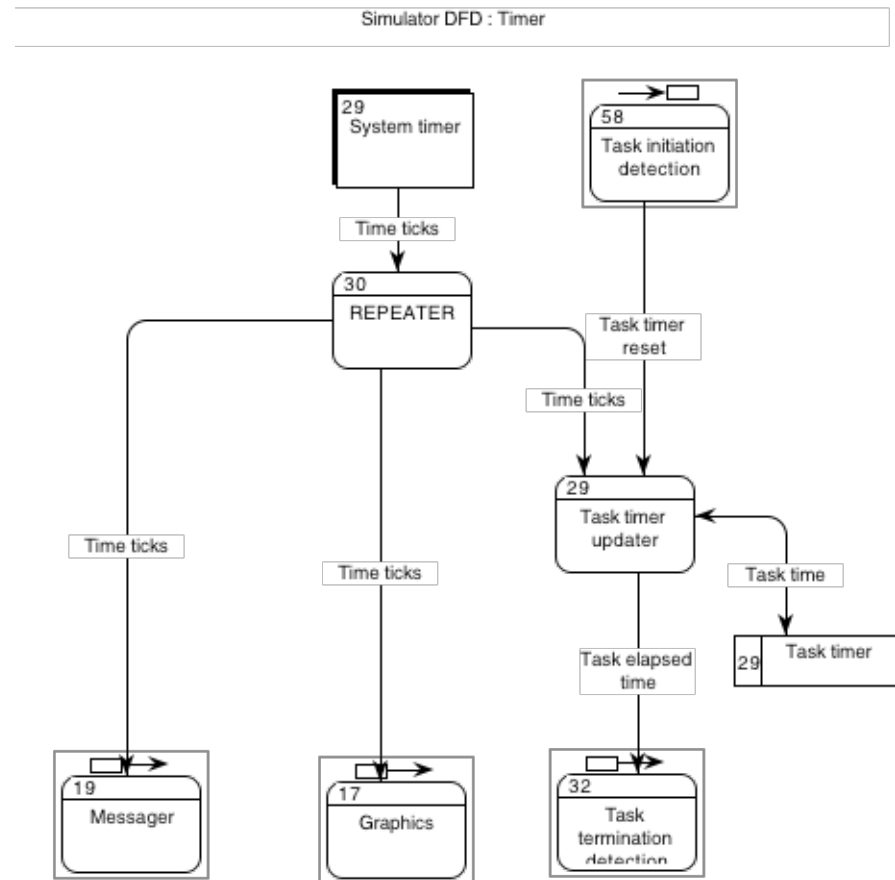 Simulator DFD : Timer
29
System timer
58
Task initiation
detection
Time ticks
30
REPEATER
Task timer
reset
Time ticks
29
Task timer
updater
Time ticks
Time ticks
Task time
29
Task timer
Task elapsed
time
19
Messager
17
Graphics
32
Task
termination
detection